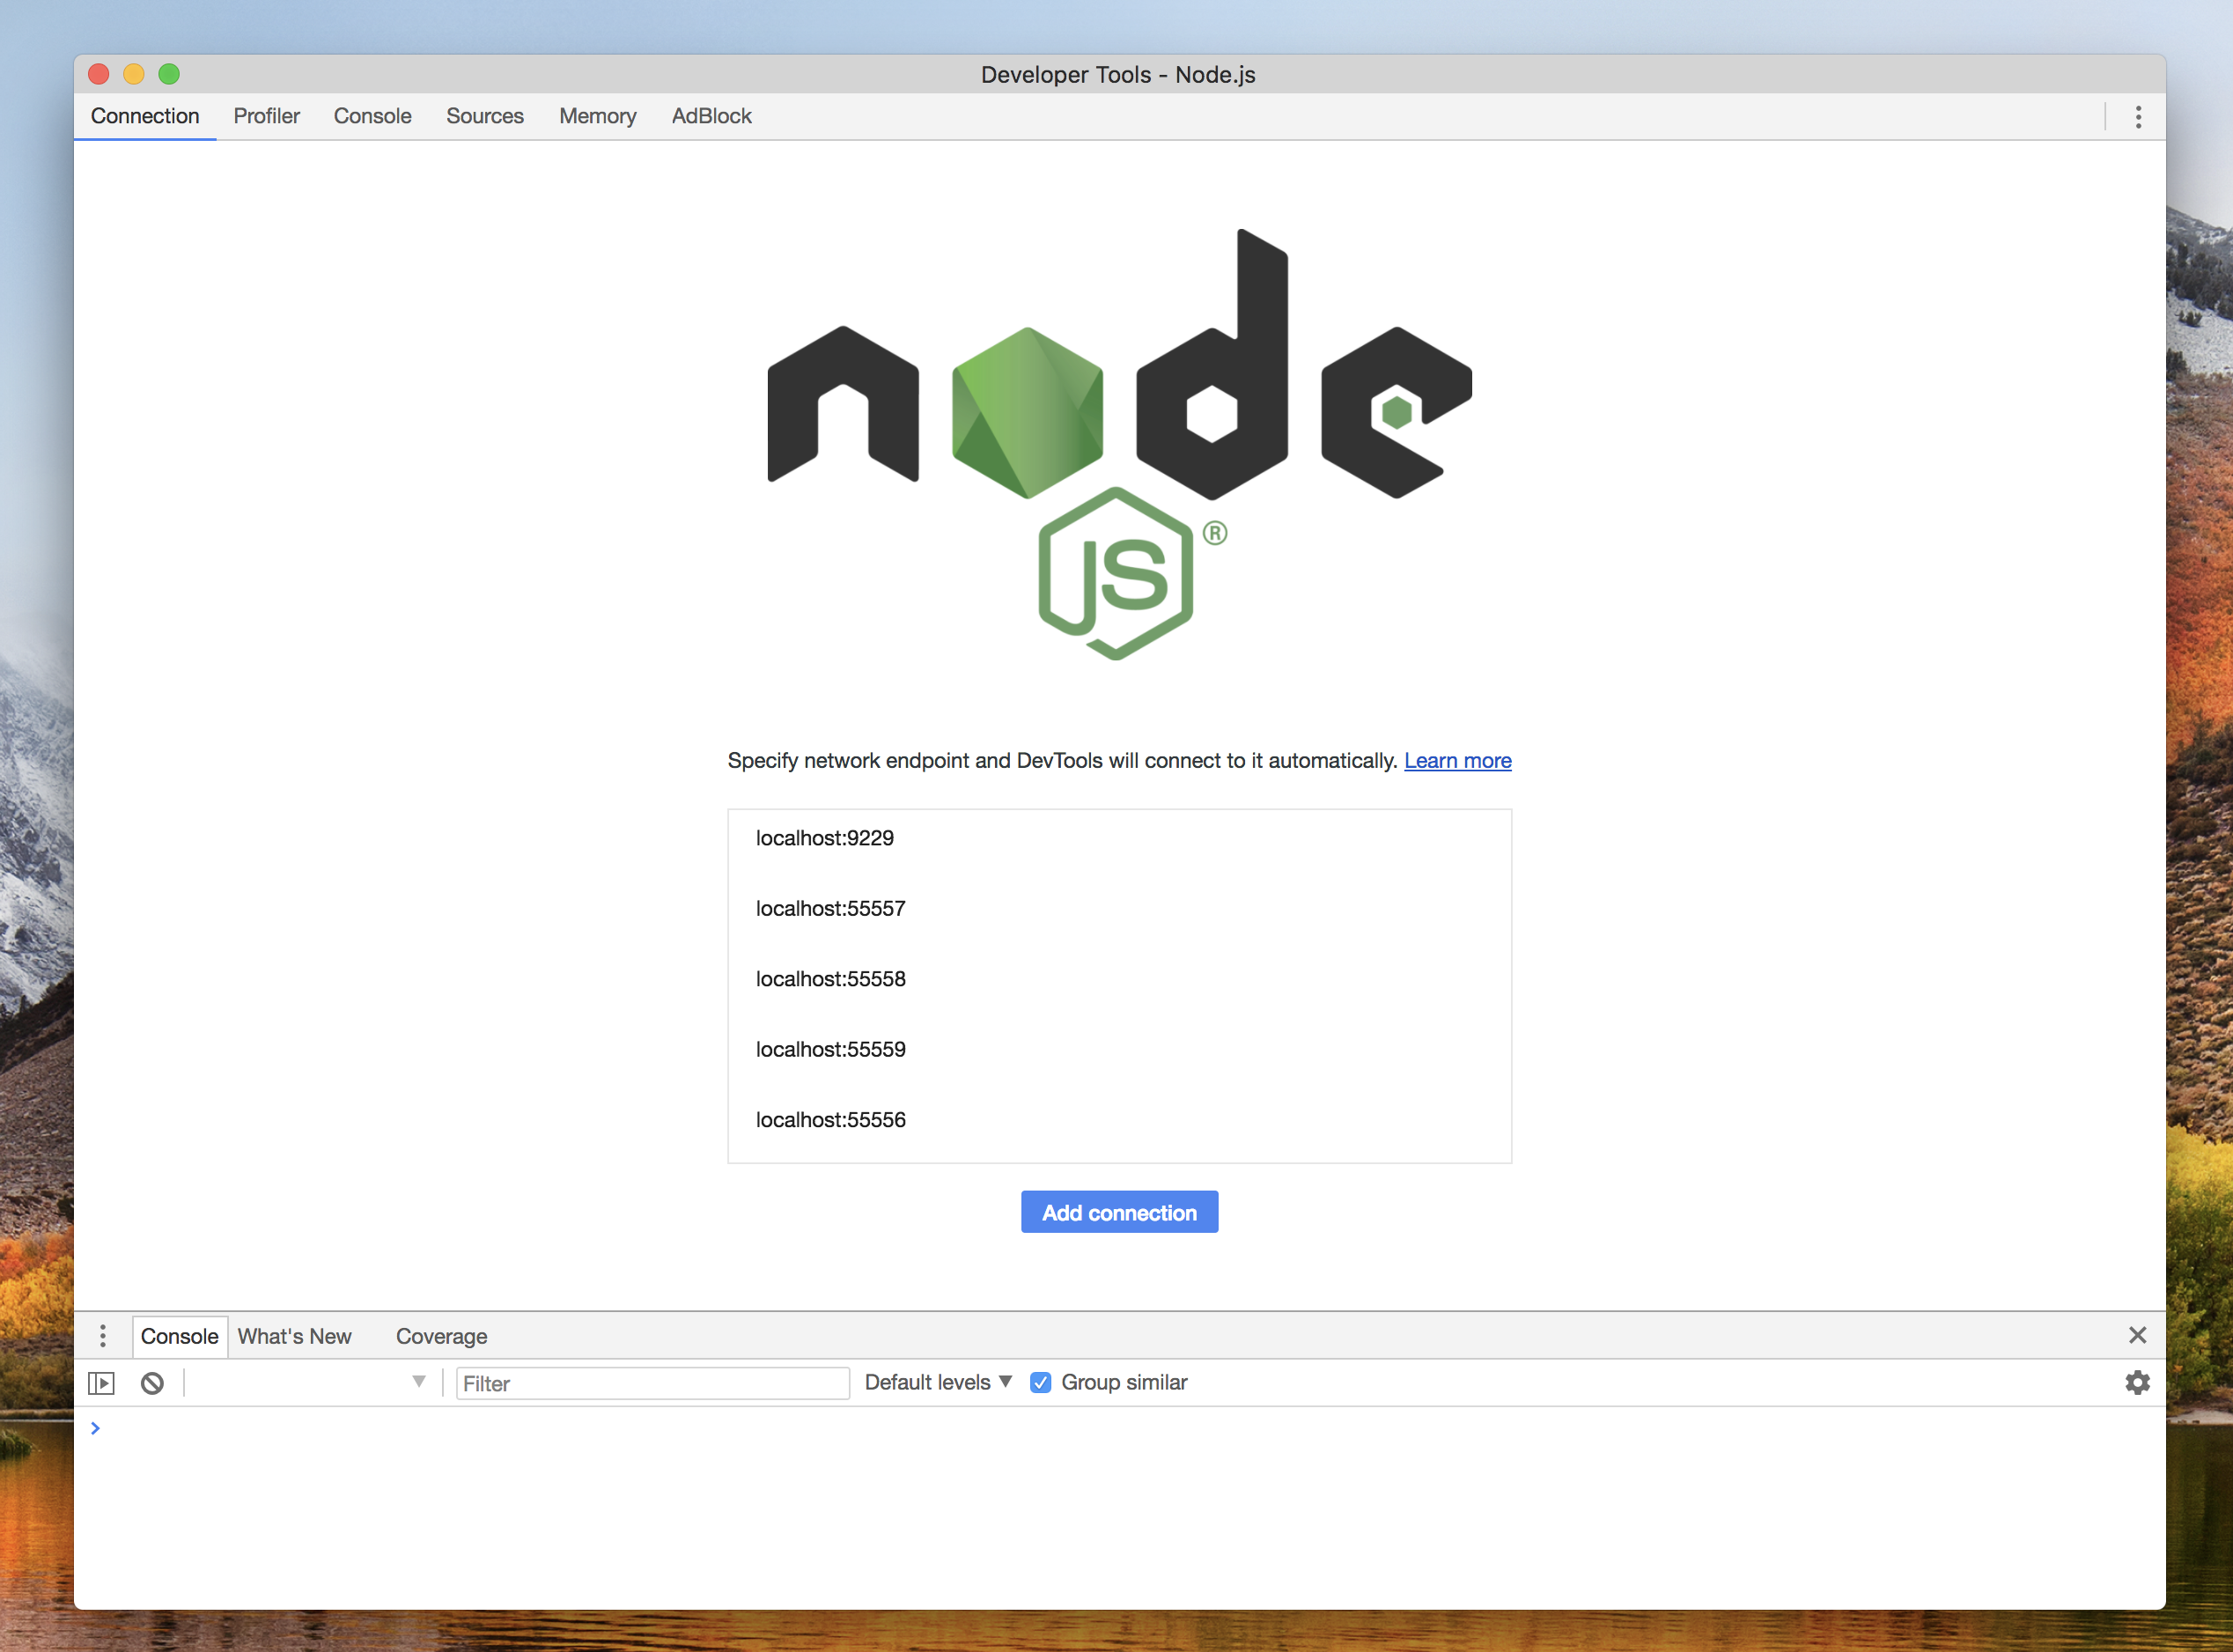 Developer Tools - Node.js
Connection Profiler Console Sources Memory AdBlock
node
JS®
Specify network endpoint and DevTools will connect to it automatically. Learn more
localhost:9229
localhost:55557
localhost:55558
localhost:55559
localhost:55556
Add connection
Console What's New Coverage
Filter Default levels ▼ Group similar